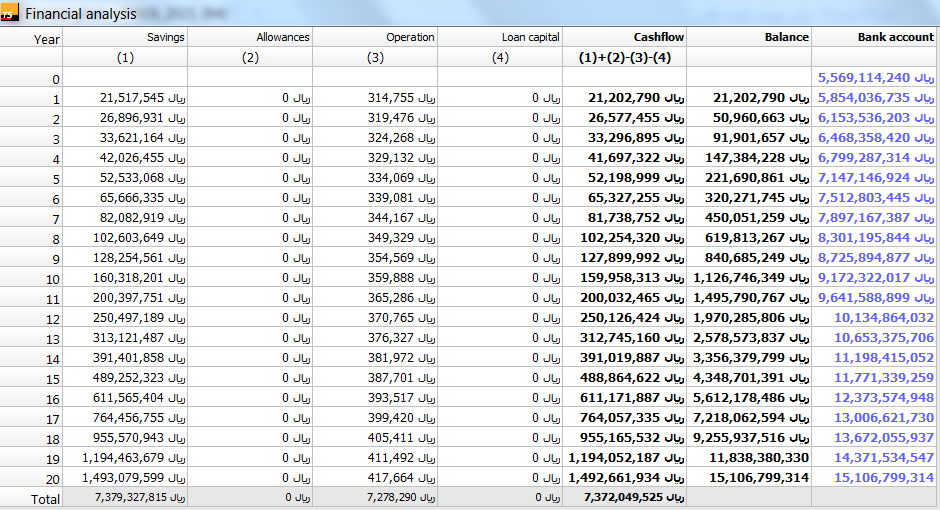 TS Financial analysis
Year Savings Allowances Operation Loan capital Cashflow Balance Bank account
(1) (2) (3) (4) (1)+(2)-(3)-(4)
0 5,569,114,240 ریال
1 21,517,545 ریال 0 ریال 314,755 ریال 0 ریال 21,202,790 ریال 21,202,790 ریال 5,854,036,735 ریال
2 26,896,931 ریال 0 ریال 319,476 ریال 0 ریال 26,577,455 ریال 50,960,663 ریال 6,153,536,203 ریال
3 33,621,164 ریال 0 ریال 324,268 ریال 0 ریال 33,296,895 ریال 91,901,657 ریال 6,468,358,420 ریال
4 42,026,455 ریال 0 ریال 329,132 ریال 0 ریال 41,697,322 ریال 147,384,228 ریال 6,799,287,314 ریال
5 52,533,068 ریال 0 ریال 334,069 ریال 0 ریال 52,198,999 ریال 221,690,861 ریال 7,147,146,924 ریال
6 65,666,335 ریال 0 ریال 339,081 ریال 0 ریال 65,327,255 ریال 320,271,745 ریال 7,512,803,445 ریال
7 82,082,919 ریال 0 ریال 344,167 ریال 0 ریال 81,738,752 ریال 450,051,259 ریال 7,897,167,387 ریال
8 102,603,649 ریال 0 ریال 349,329 ریال 0 ریال 102,254,320 ریال 619,813,267 ریال 8,301,195,844 ریال
9 128,254,561 ریال 0 ریال 354,569 ریال 0 ریال 127,899,992 ریال 840,685,249 ریال 8,725,894,877 ریال
10 160,318,201 ریال 0 ریال 359,888 ریال 0 ریال 159,958,313 ریال 1,126,746,349 ریال 9,172,322,017 ریال
11 200,397,751 ریال 0 ریال 365,286 ریال 0 ریال 200,032,465 ریال 1,495,790,767 ریال 9,641,588,899 ریال
12 250,497,189 ریال 0 ریال 370,765 ریال 0 ریال 250,126,424 ریال 1,970,285,806 ریال 10,134,864,032
13 313,121,487 ریال 0 ریال 376,327 ریال 0 ریال 312,745,160 ریال 2,578,573,837 ریال 10,653,375,706
14 391,401,858 ریال 0 ریال 381,972 ریال 0 ریال 391,019,887 ریال 3,356,379,799 ریال 11,198,415,052
15 489,252,323 ریال 0 ریال 387,701 ریال 0 ریال 488,864,622 ریال 4,348,701,391 ریال 11,771,339,259
16 611,565,404 ریال 0 ریال 393,517 ریال 0 ریال 611,171,887 ریال 5,612,178,486 ریال 12,373,574,948
17 764,456,755 ریال 0 ریال 399,420 ریال 0 ریال 764,057,335 ریال 7,218,062,594 ریال 13,006,621,730
18 955,570,943 ریال 0 ریال 405,411 ریال 0 ریال 955,165,532 ریال 9,255,937,516 ریال 13,672,055,937
19 1,194,463,679 ریال 0 ریال 411,492 ریال 0 ریال 1,194,052,187 ریال 11,838,380,330 14,371,534,547
20 1,493,079,599 ریال 0 ریال 417,664 ریال 0 ریال 1,492,661,934 ریال 15,106,799,314 15,106,799,314
Total 7,379,327,815 ریال 0 ریال 7,278,290 ریال 0 ریال 7,372,049,525 ریال